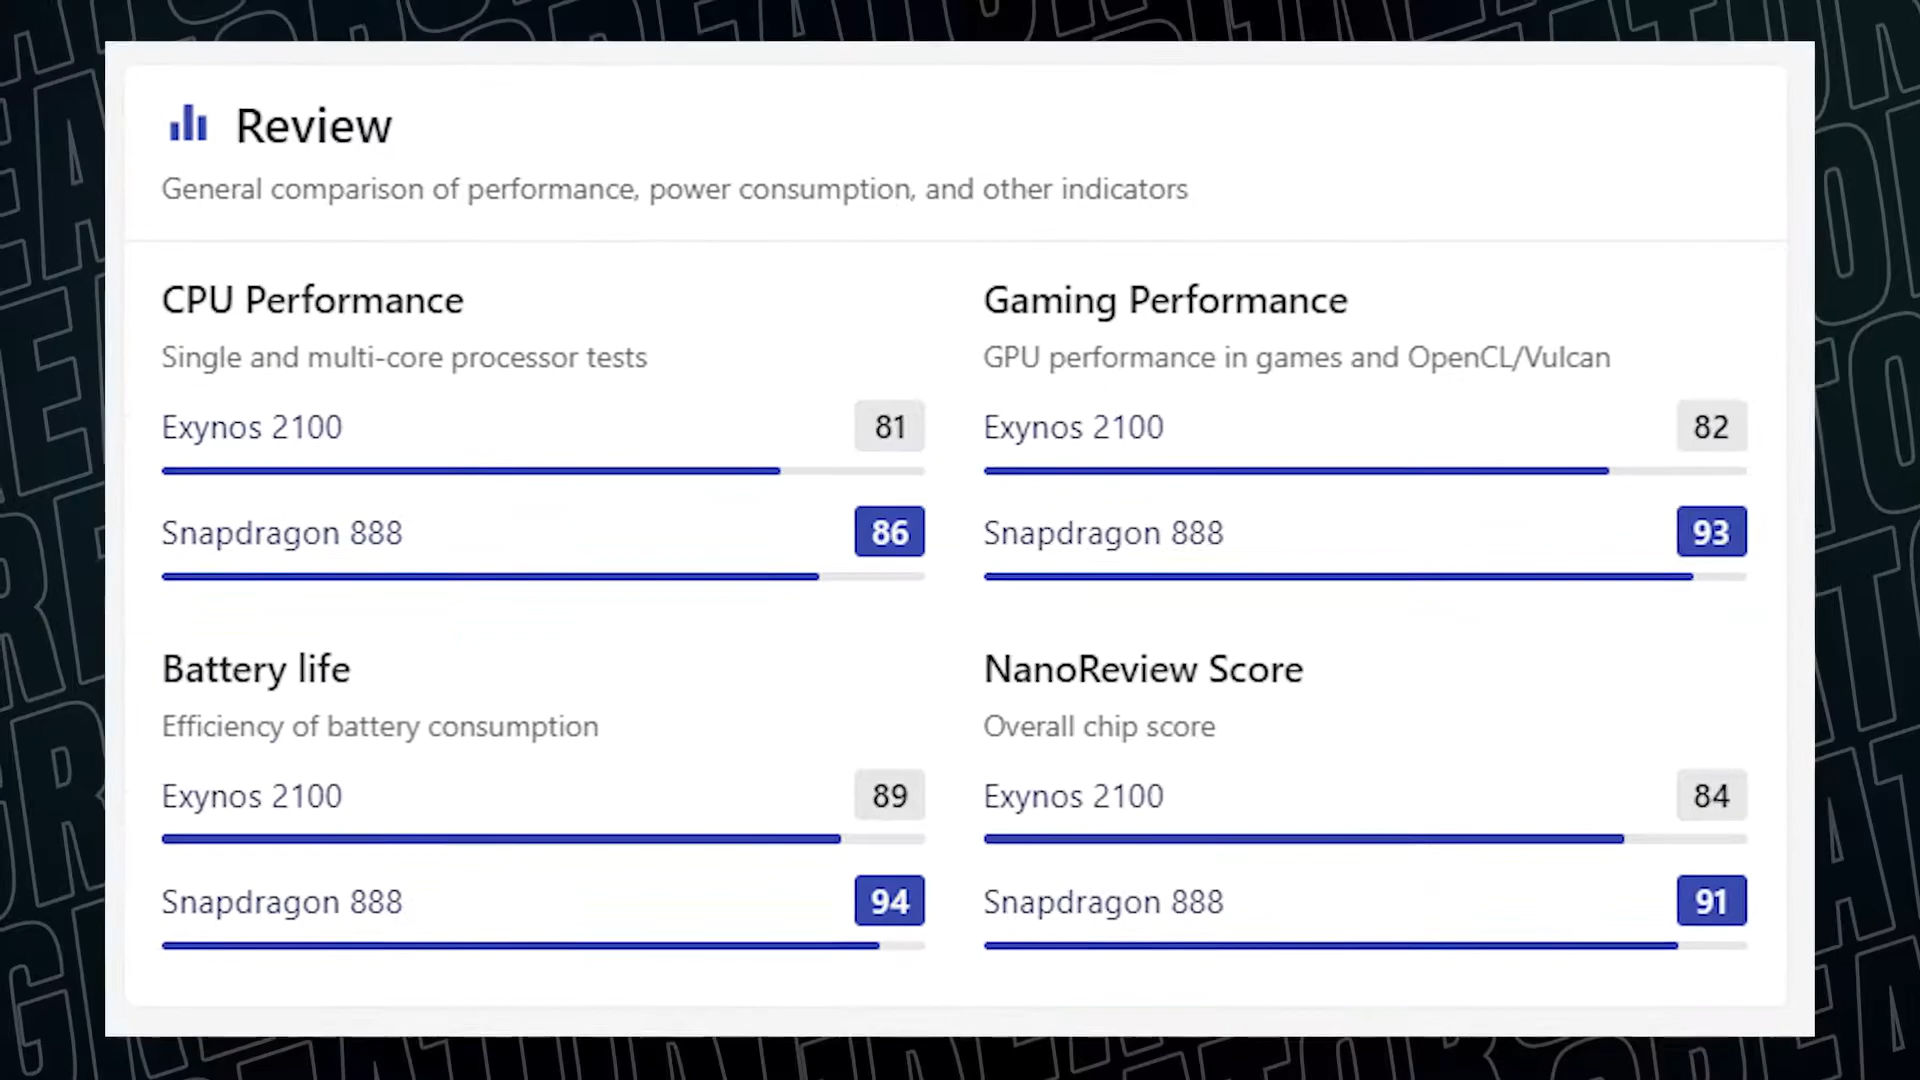 Review
General comparison of performance, power consumption, and other indicators
CPU Performance
Single and multi-core processor tests
Exynos 2100 81
Snapdragon 888 86
Gaming Performance
GPU performance in games and OpenCL/Vulcan
Exynos 2100 82
Snapdragon 888 93
Battery life
Efficiency of battery consumption
Exynos 2100 89
Snapdragon 888 94
NanoReview Score
Overall chip score
Exynos 2100 84
Snapdragon 888 91